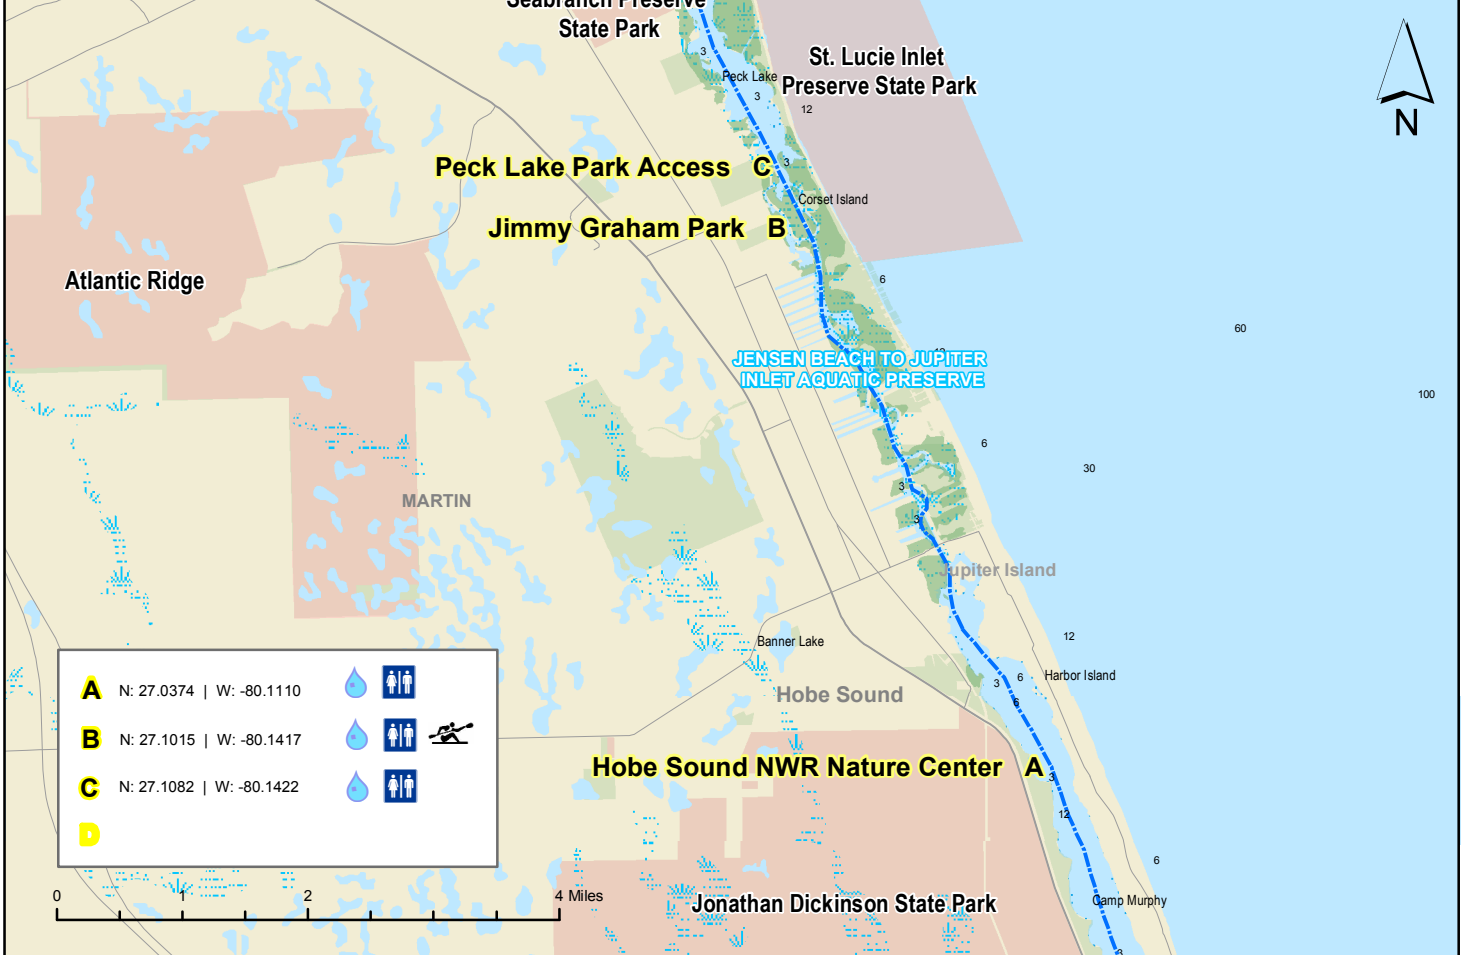 Seabranch Preserve
State Park
St. Lucie Inlet
Preserve State Park
N
3
Peck Lake
3
12
3
Peck Lake Park Access C
Corset Island
Jimmy Graham Park B
Atlantic Ridge
6
60
JENSEN BEACH TO JUPITER
INLET AQUATIC PRESERVE
100
6
30
3
MARTIN
3
Jupiter Island
12
Banner Lake
Harbor Island
3
6
6
Hobe Sound
Hobe Sound NWR Nature Center A
3
12
6
Jonathan Dickinson State Park
Camp Murphy
3
A N: 27.0374 | W: -80.1110
B N: 27.1015 | W: -80.1417
C N: 27.1082 | W: -80.1422
D
0 1 2 4 Miles